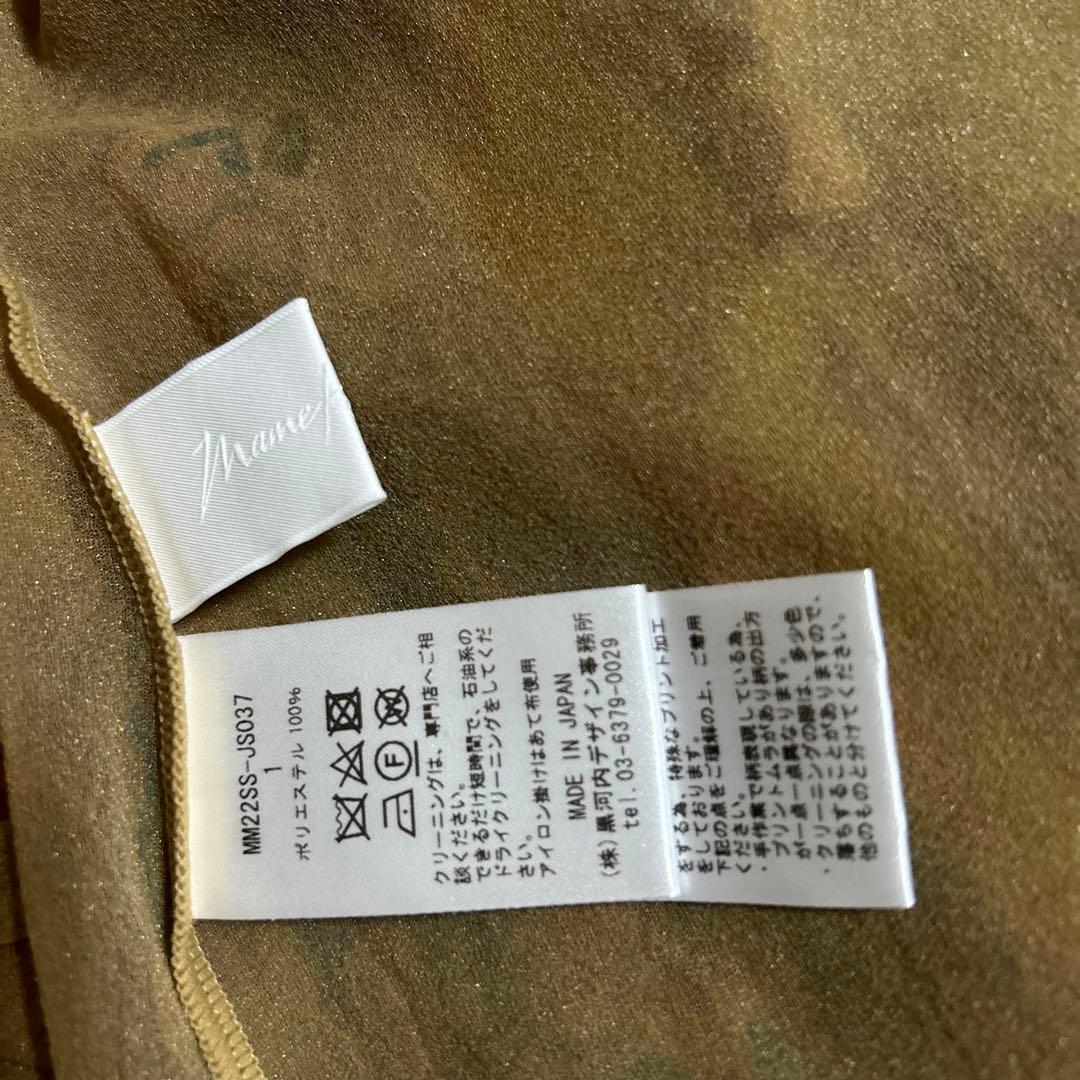 Mame
MM22SS-JS037
1
ポリエステル 100%
クリーニングは、専門店へご相
談ください。
できるだけ短時間で、石油系の
ドライクリーニングをしてくだ
さい。
アイロン掛けはあて布使用
MADE IN JAPAN
(株)黒河内デザイン事務所
tel.03-6379-0029
をする為、特殊なプリント加工
をしております。
下記の点をご理解の上、ご着用
ください。
・手作業で柄表現している為、
プリントムラがあり柄の出方
が一点一点異なります。
・クリーニングの際は、多少色
落ちすることがありますので、
他のものと分けてください。